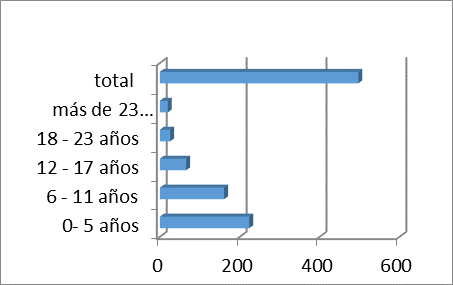 total
más de 23...
18 - 23 años
12 - 17 años
6 - 11 años
0- 5 años
0 200 400 600